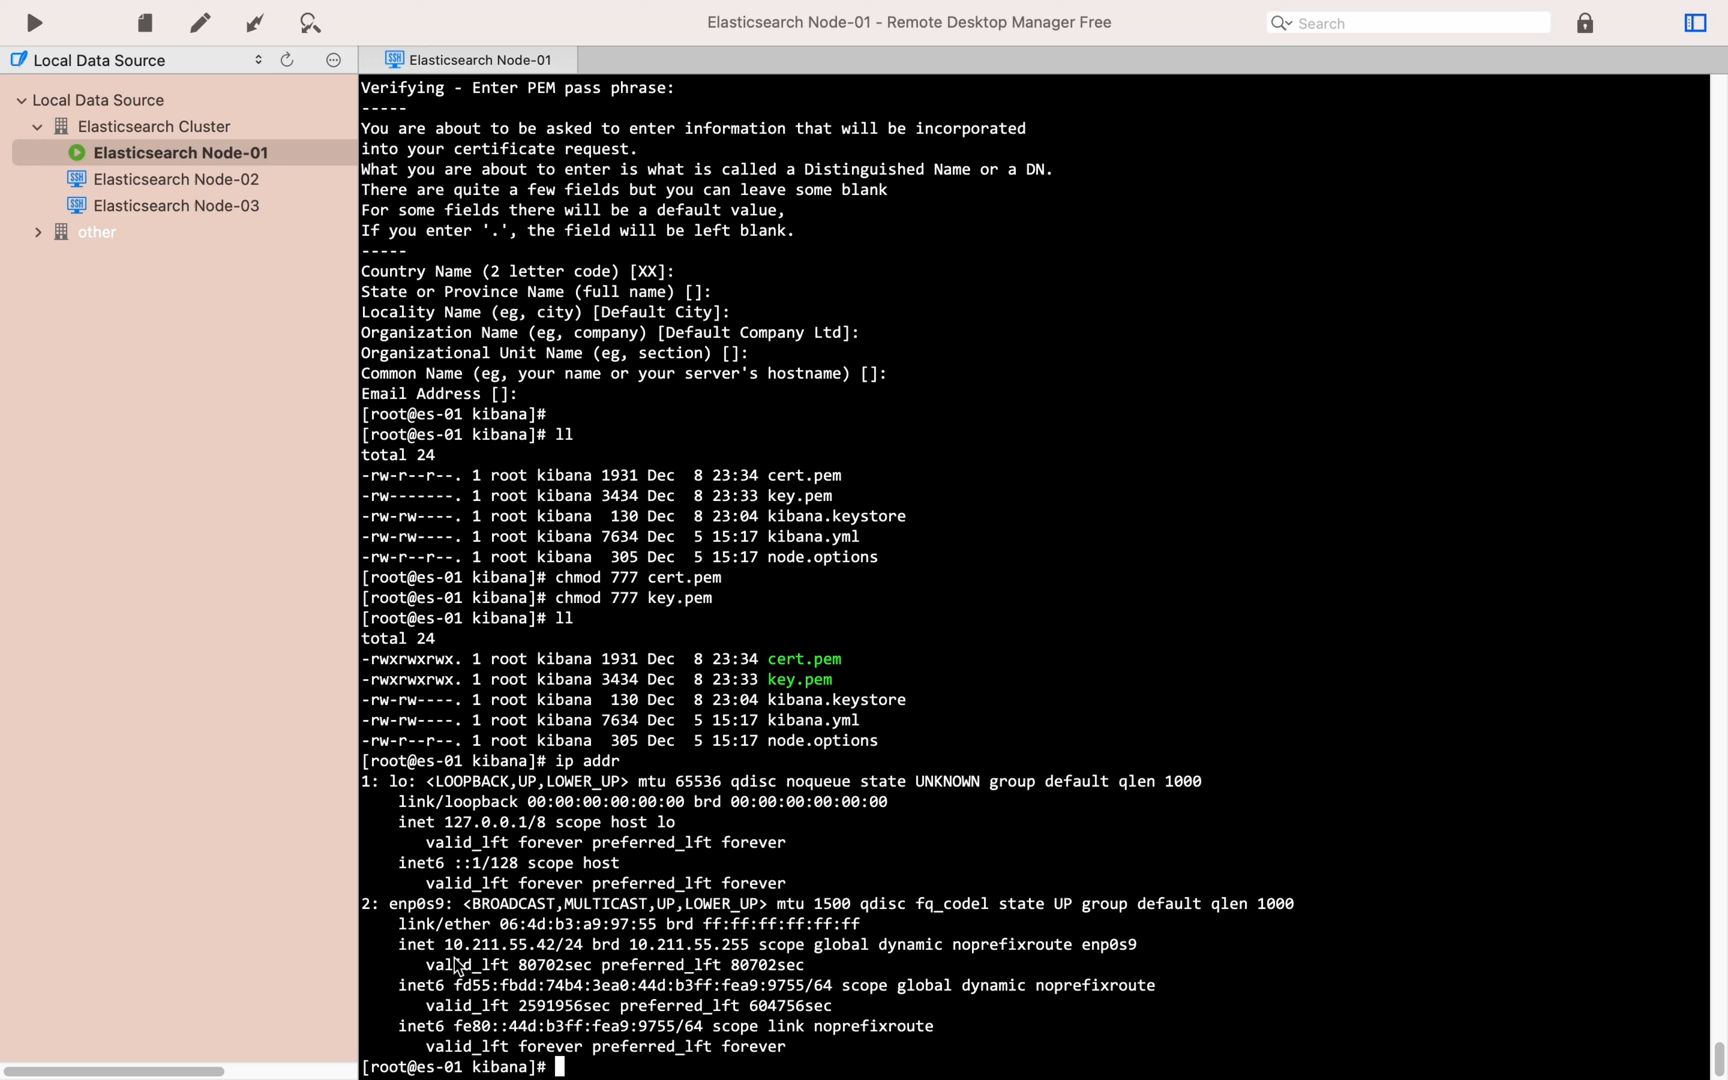 Elasticsearch Node-01 - Remote Desktop Manager Free
Search
Local Data Source
SSH Elasticsearch Node-01
Local Data Source
Elasticsearch Cluster
Elasticsearch Node-01
SSH Elasticsearch Node-02
SSH Elasticsearch Node-03
other
Verifying - Enter PEM pass phrase:
-----
You are about to be asked to enter information that will be incorporated
into your certificate request.
What you are about to enter is what is called a Distinguished Name or a DN.
There are quite a few fields but you can leave some blank
For some fields there will be a default value,
If you enter '.', the field will be left blank.
-----
Country Name (2 letter code) [XX]:
State or Province Name (full name) []:
Locality Name (eg, city) [Default City]:
Organization Name (eg, company) [Default Company Ltd]:
Organizational Unit Name (eg, section) []:
Common Name (eg, your name or your server's hostname) []:
Email Address []:
[root@es-01 kibana]#
[root@es-01 kibana]# ll
total 24
-rw-r--r--. 1 root kibana 1931 Dec  8 23:34 cert.pem
-rw-------. 1 root kibana 3434 Dec  8 23:33 key.pem
-rw-rw----. 1 root kibana  130 Dec  8 23:04 kibana.keystore
-rw-rw----. 1 root kibana 7634 Dec  5 15:17 kibana.yml
-rw-r--r--. 1 root kibana  305 Dec  5 15:17 node.options
[root@es-01 kibana]# chmod 777 cert.pem
[root@es-01 kibana]# chmod 777 key.pem
[root@es-01 kibana]# ll
total 24
-rwxrwxrwx. 1 root kibana 1931 Dec  8 23:34 cert.pem
-rwxrwxrwx. 1 root kibana 3434 Dec  8 23:33 key.pem
-rw-rw----. 1 root kibana  130 Dec  8 23:04 kibana.keystore
-rw-rw----. 1 root kibana 7634 Dec  5 15:17 kibana.yml
-rw-r--r--. 1 root kibana  305 Dec  5 15:17 node.options
[root@es-01 kibana]# ip addr
1: lo: <LOOPBACK,UP,LOWER_UP> mtu 65536 qdisc noqueue state UNKNOWN group default qlen 1000
    link/loopback 00:00:00:00:00:00 brd 00:00:00:00:00:00
    inet 127.0.0.1/8 scope host lo
       valid_lft forever preferred_lft forever
    inet6 ::1/128 scope host
       valid_lft forever preferred_lft forever
2: enp0s9: <BROADCAST,MULTICAST,UP,LOWER_UP> mtu 1500 qdisc fq_codel state UP group default qlen 1000
    link/ether 06:4d:b3:a9:97:55 brd ff:ff:ff:ff:ff:ff
    inet 10.211.55.42/24 brd 10.211.55.255 scope global dynamic noprefixroute enp0s9
       valid_lft 80702sec preferred_lft 80702sec
    inet6 fd55:fbdd:74b4:3ea0:44d:b3ff:fea9:9755/64 scope global dynamic noprefixroute
       valid_lft 2591956sec preferred_lft 604756sec
    inet6 fe80::44d:b3ff:fea9:9755/64 scope link noprefixroute
       valid_lft forever preferred_lft forever
[root@es-01 kibana]#